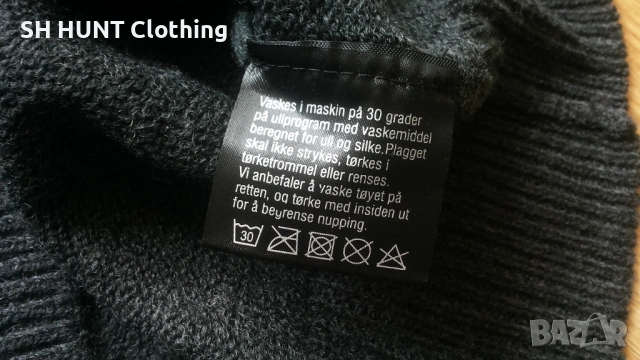 SH HUNT Clothing
Vaskes i maskin på 30 grader
på ullprogram med vaskemiddel
beregnet for ull og silke.Plagget
skal ikke strykes, tørkes i
tørketrommel eller renses.
Vi anbefaler å vaske tøyet på
retten, og tørke med insiden ut
for å beyrense nupping.
30
BAZAR